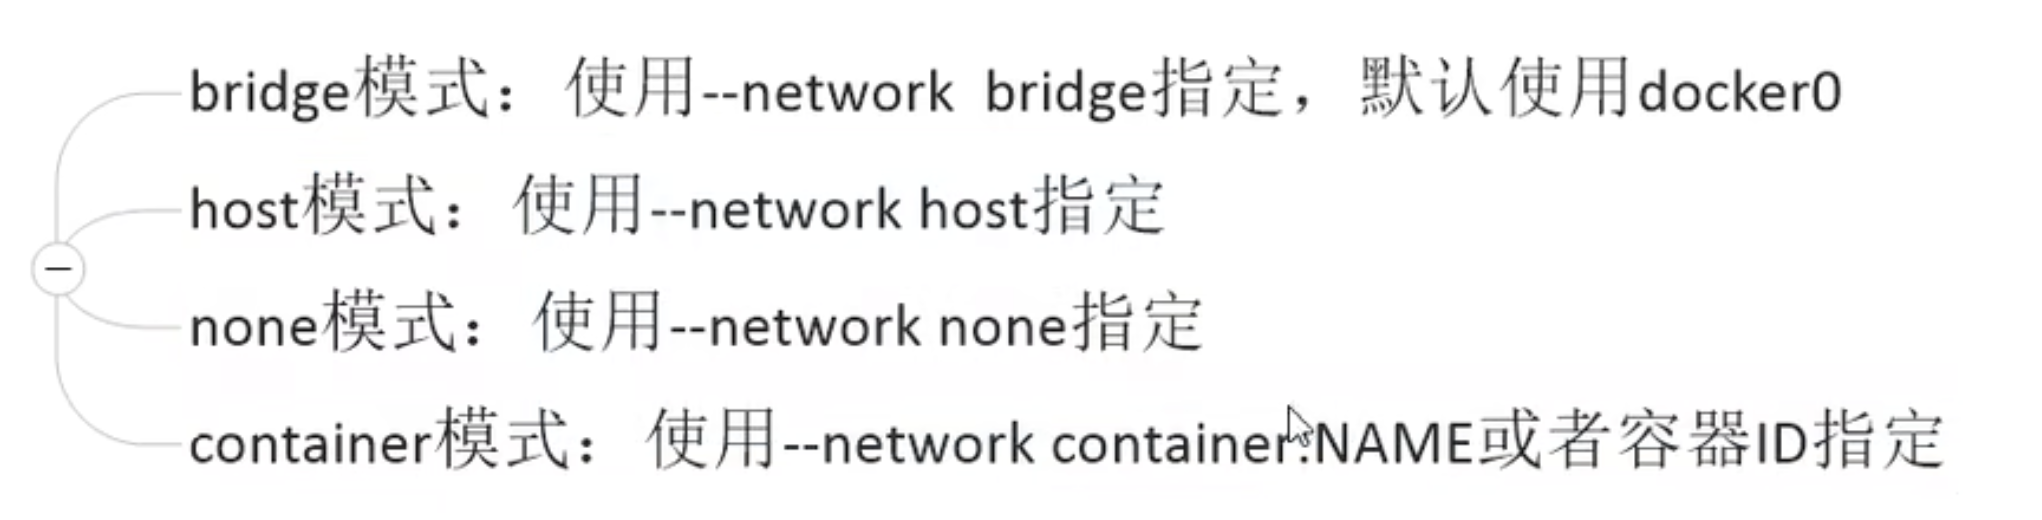 bridge模式： 使用--network  bridge指定，默认使用docker0
host模式： 使用--network host指定
none模式： 使用--network none指定
container模式： 使用--network container:NAME或者容器ID指定